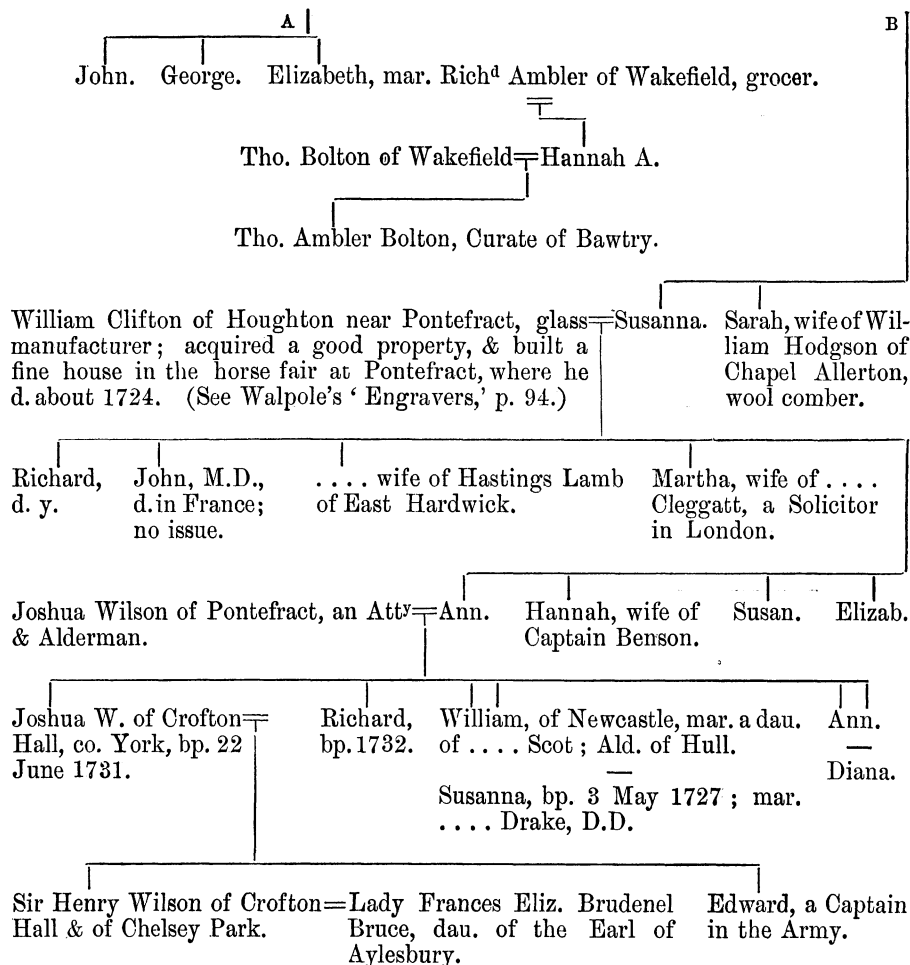 A B
John. George. Elizabeth, mar. Richᵈ Ambler of Wakefield, grocer.
Tho. Bolton of Wakefield=Hannah A.
Tho. Ambler Bolton, Curate of Bawtry.
William Clifton of Houghton near Pontefract, glass=Susanna.
manufacturer; acquired a good property, & built a
fine house in the horse fair at Pontefract, where he
d. about 1724. (See Walpole's ‘ Engravers,’ p. 94.)
Sarah, wife of Wil-
liam Hodgson of
Chapel Allerton,
wool comber.
Richard,
d. y.
John, M.D.,
d. in France;
no issue.
.... wife of Hastings Lamb
of East Hardwick.
Martha, wife of ....
Cleggatt, a Solicitor
in London.
Joshua Wilson of Pontefract, an Attʸ=Ann.
& Alderman.
Hannah, wife of
Captain Benson.
Susan.
Elizab.
Joshua W. of Crofton=
Hall, co. York, bp. 22
June 1731.
Richard,
bp. 1732.
William, of Newcastle, mar. a dau.
of .... Scot; Ald. of Hull.
—
Susanna, bp. 3 May 1727; mar.
.... Drake, D.D.
Ann.
—
Diana.
Sir Henry Wilson of Crofton=Lady Frances Eliz. Brudenel
Hall & of Chelsey Park.
Bruce, dau. of the Earl of
Aylesbury.
Edward, a Captain
in the Army.